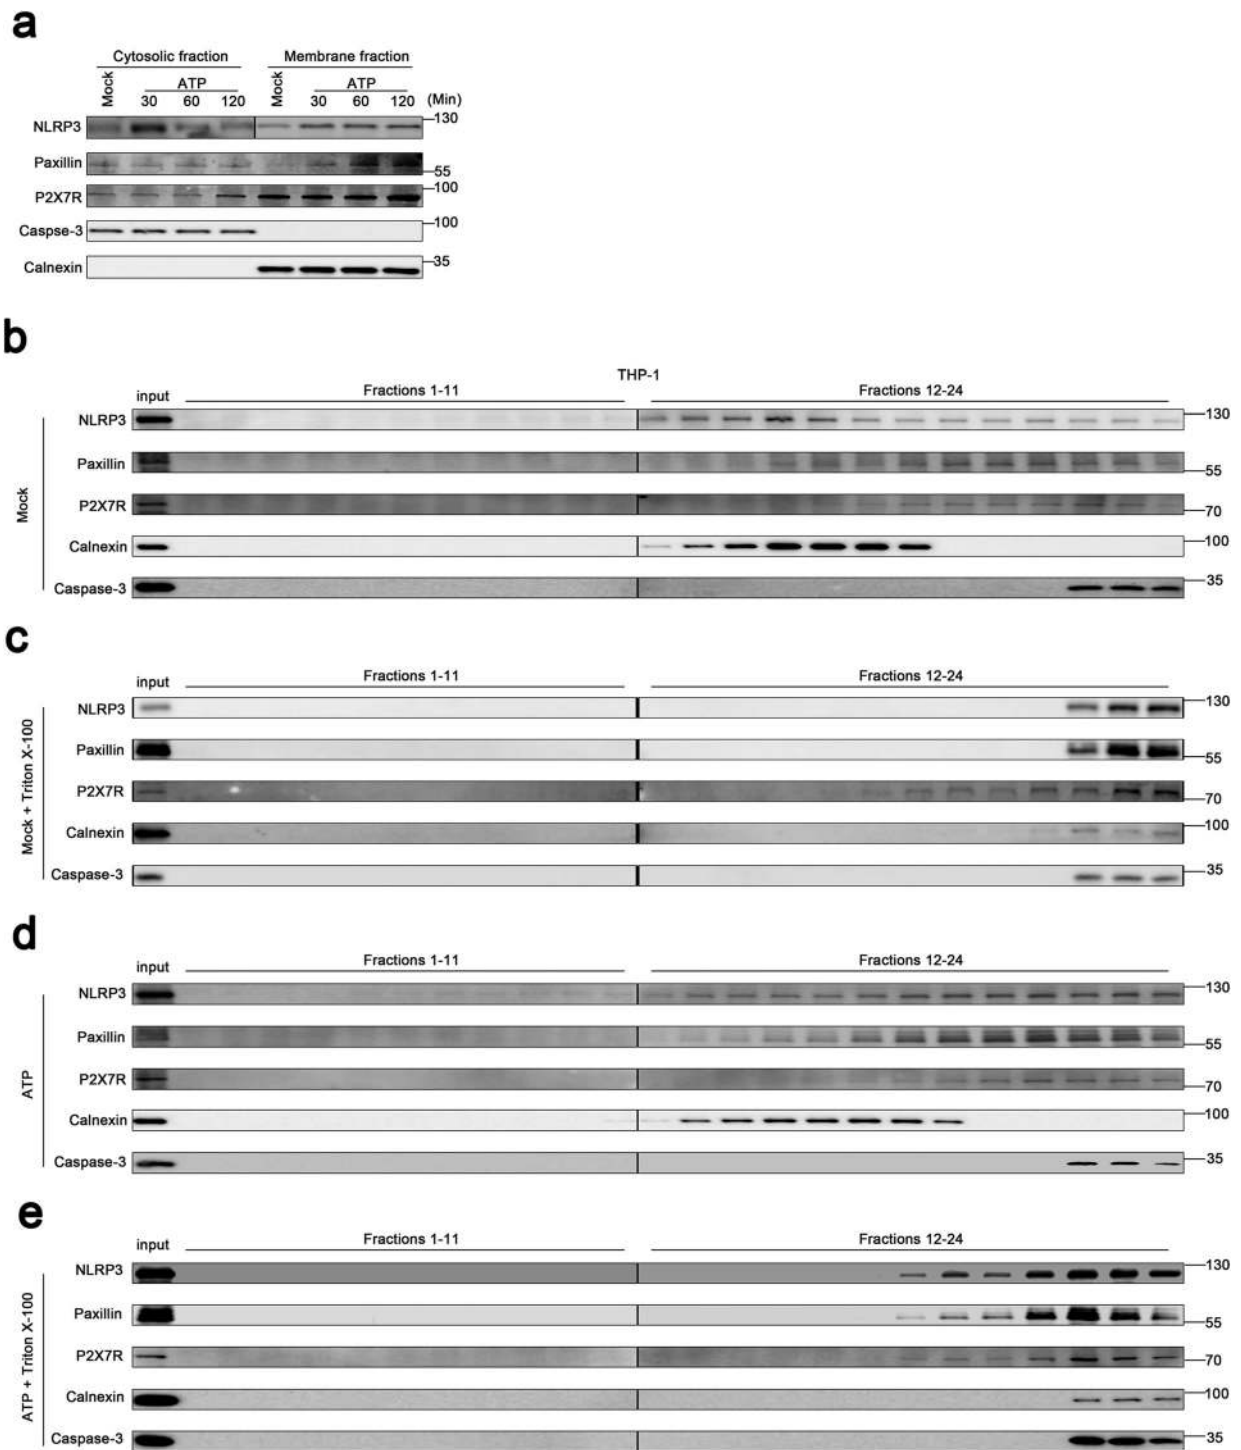 a
Cytosolic fraction Membrane fraction
Mock ATP Mock ATP
30 60 120 30 60 120 (Min)
NLRP3 130
Paxillin 55
P2X7R 100
Caspse-3 100
Calnexin 35
b
THP-1
input Fractions 1-11 Fractions 12-24
Mock
NLRP3 130
Paxillin 55
P2X7R 70
Calnexin 100
Caspase-3 35
c
input Fractions 1-11 Fractions 12-24
Mock + Triton X-100
NLRP3 130
Paxillin 55
P2X7R 70
Calnexin 100
Caspase-3 35
d
input Fractions 1-11 Fractions 12-24
ATP
NLRP3 130
Paxillin 55
P2X7R 70
Calnexin 100
Caspase-3 35
e
input Fractions 1-11 Fractions 12-24
ATP + Triton X-100
NLRP3 130
Paxillin 55
P2X7R 70
Calnexin 100
Caspase-3 35